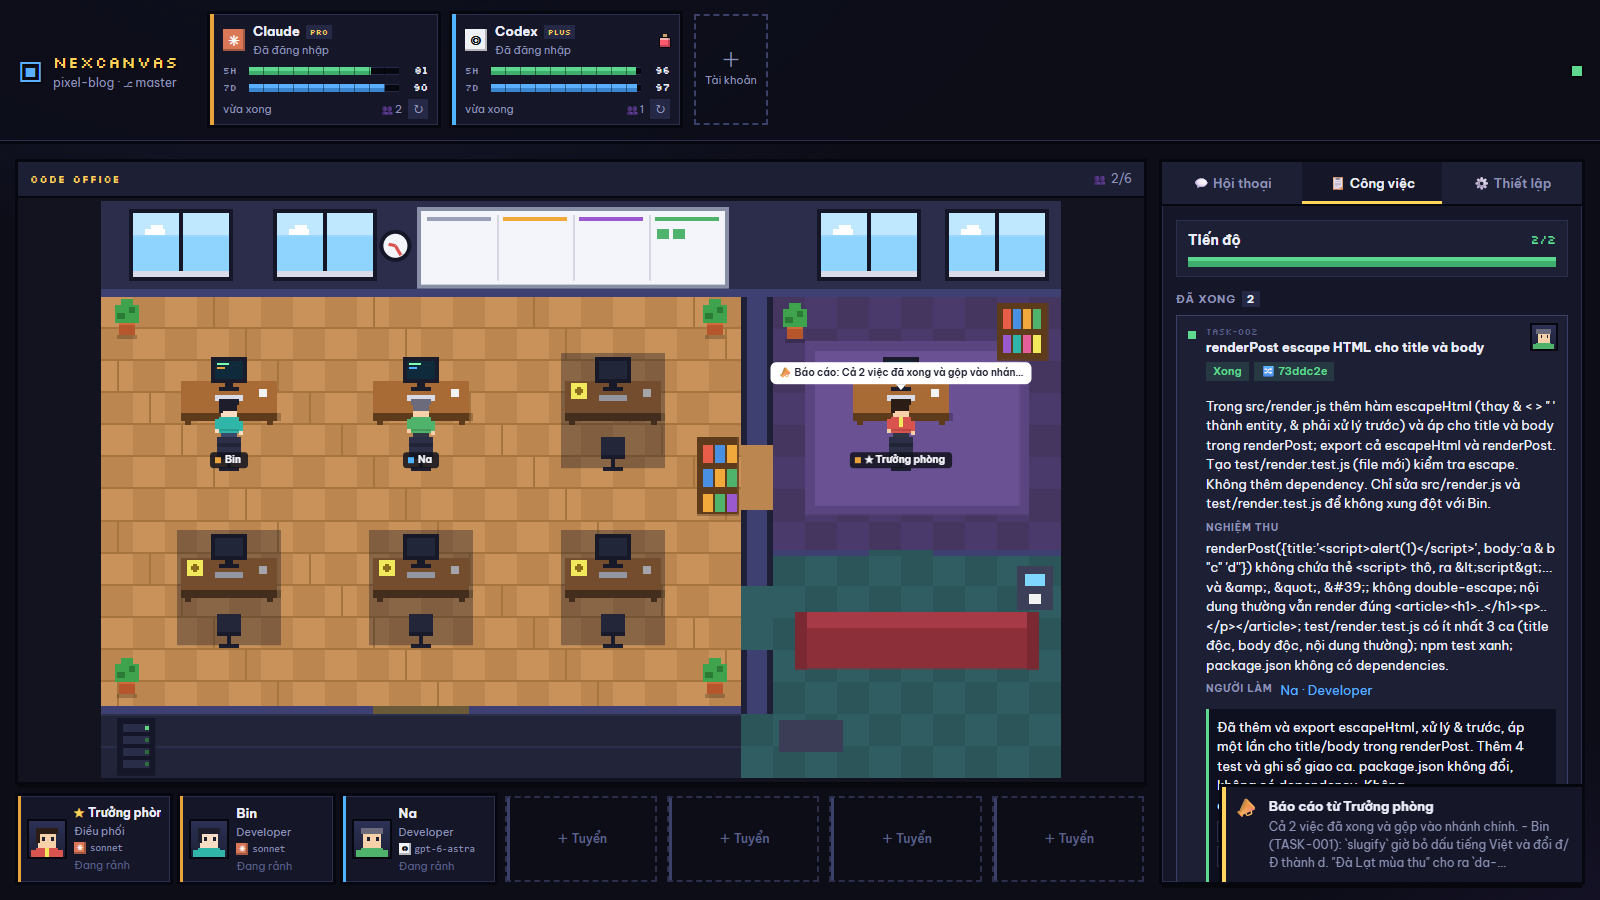 NEXCANVAS
pixel-blog · master
Claude PRO
Đã đăng nhập
5H 81
7D 90
vừa xong 2
Codex PLUS
Đã đăng nhập
5H 96
7D 97
vừa xong 1
+
Tài khoản
CODE OFFICE
2/6
Báo cáo: Cả 2 việc đã xong và gộp vào nhán...
Bin
Na
★ Trưởng phòng
★ Trưởng phòr
Điều phối
sonnet
Đang rảnh
Bin
Developer
sonnet
Đang rảnh
Na
Developer
gpt-6-astra
Đang rảnh
+ Tuyển
+ Tuyển
+ Tuyển
+ Tuyển
Hội thoại
Công việc
Thiết lập
Tiến độ 2/2
ĐÃ XONG 2
TASK-002
renderPost escape HTML cho title và body
Xong 73ddc2e
Trong src/render.js thêm hàm escapeHtml (thay & < > " '
thành entity, & phải xử lý trước) và áp cho title và body
trong renderPost; export cả escapeHtml và renderPost.
Tạo test/render.test.js (file mới) kiểm tra escape.
Không thêm dependency. Chỉ sửa src/render.js và
test/render.test.js để không xung đột với Bin.
NGHIỆM THU
renderPost({title:'<script>alert(1)</script>', body:'a & b
"c" 'd"}) không chứa thẻ <script> thô, ra &lt;script&gt;...
và &amp;, &quot;, &#39;; không double-escape; nội
dung thường vẫn render đúng <article><h1>..</h1><p>..
</p></article>; test/render.test.js có ít nhất 3 ca (title
độc, body độc, nội dung thường); npm test xanh;
package.json không có dependencies.
NGƯỜI LÀM Na · Developer
Đã thêm và export escapeHtml, xử lý & trước, áp
một lần cho title/body trong renderPost. Thêm 4
test và ghi sổ giao ca. package.json không đổi,
không có dependency. Không
Báo cáo từ Trưởng phòng
Cả 2 việc đã xong và gộp vào nhánh chính. - Bin
(TASK-001): `slugify` giờ bỏ dấu tiếng Việt và đổi đ/
Đ thành d. "Đà Lạt mùa thu" cho ra `da-...